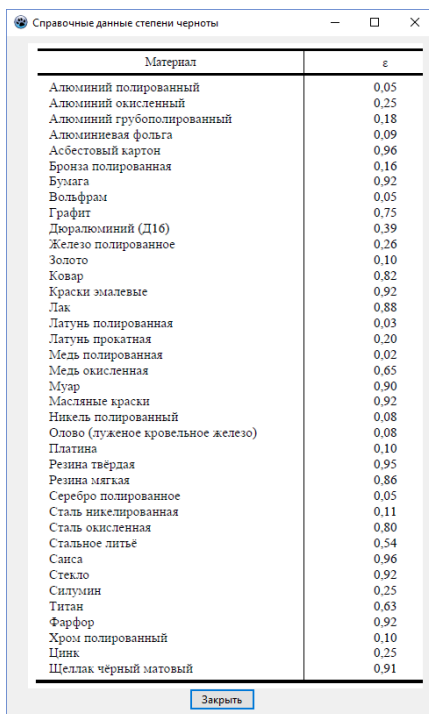 Справочные данные степени черноты
Материал ε
Алюминий полированный 0,05
Алюминий окисленный 0,25
Алюминий грубополированный 0,18
Алюминиевая фольга 0,09
Асбестовый картон 0,96
Бронза полированная 0,16
Бумага 0,92
Вольфрам 0,05
Графит 0,75
Дюралюминий (Д16) 0,39
Железо полированное 0,26
Золото 0,10
Ковар 0,82
Краски эмалевые 0,92
Лак 0,88
Латунь полированная 0,03
Латунь прокатная 0,20
Медь полированная 0,02
Медь окисленная 0,65
Муар 0,90
Масляные краски 0,92
Никель полированный 0,08
Олово (луженое кровельное железо) 0,08
Платина 0,10
Резина твёрдая 0,95
Резина мягкая 0,86
Серебро полированное 0,05
Сталь никелированная 0,11
Сталь окисленная 0,80
Стальное литьё 0,54
Саиса 0,96
Стекло 0,92
Силумин 0,25
Титан 0,63
Фарфор 0,92
Хром полированный 0,10
Цинк 0,25
Щеллак чёрный матовый 0,91
Закрыть